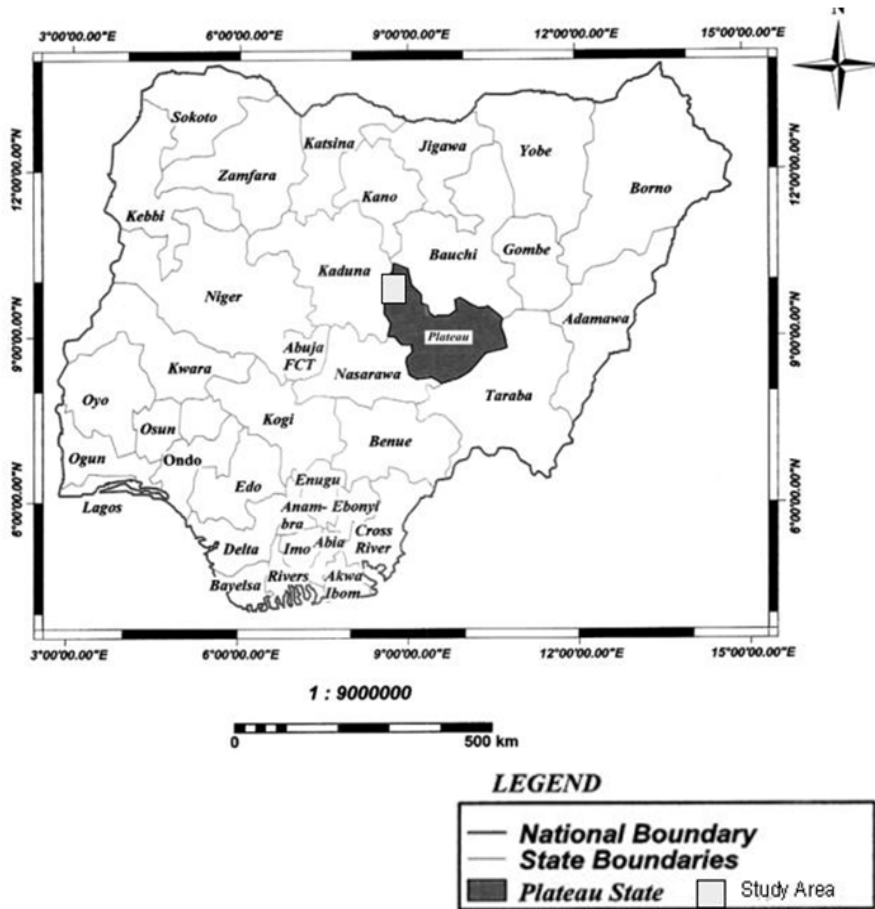 N
3°00'00.00"E 6°00'00.00"E 9°00'00.00"E 12°00'00.00"E 15°00'00.00"E
12°00'00.00"N
9°00'00.00"N
6°00'00.00"N
12°00'00.00"N
9°00'00.00"N
6°00'00.00"N
Sokoto
Katsina
Jigawa
Yobe
Zamfara
Kano
Borno
Kebbi
Bauchi
Gombe
Kaduna
Niger
Adamawa
Plateau
Abuja
FCT
Kwara
Nasarawa
Taraba
Oyo
Kogi
Osun
Benue
Ogun
Ondo
Enugu
Edo
Lagos
Anam-
bra
Ebonyi
Cross
River
Delta
Imo
Abia
Bayelsa
Rivers
Akwa
Ibom
3°00'00.00"E 6°00'00.00"E 9°00'00.00"E 12°00'00.00"E 15°00'00.00"E
1 : 9000000
0 500 km
LEGEND
National Boundary
State Boundaries
Plateau State Study Area